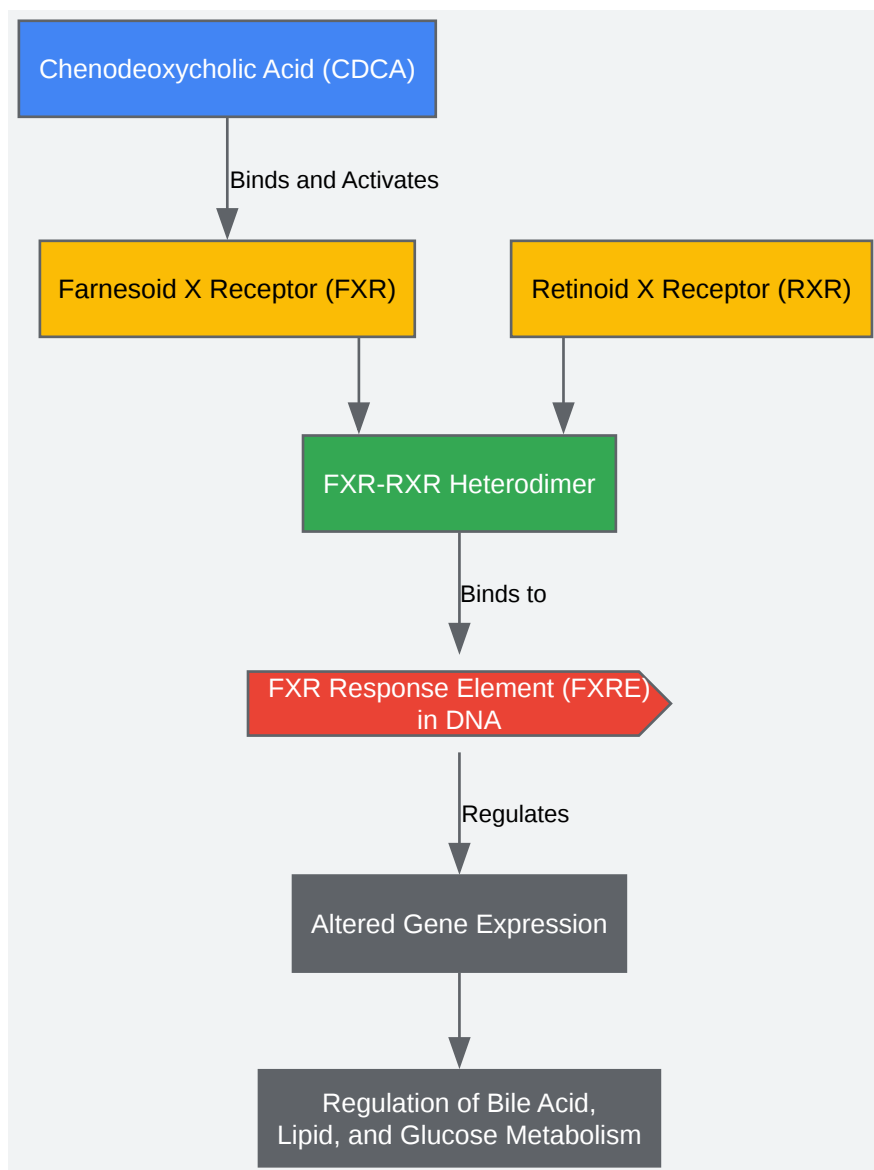 Chenodeoxycholic Acid (CDCA)
Binds and Activates
Farnesoid X Receptor (FXR)
Retinoid X Receptor (RXR)
FXR-RXR Heterodimer
Binds to
FXR Response Element (FXRE)
in DNA
Regulates
Altered Gene Expression
Regulation of Bile Acid,
Lipid, and Glucose Metabolism